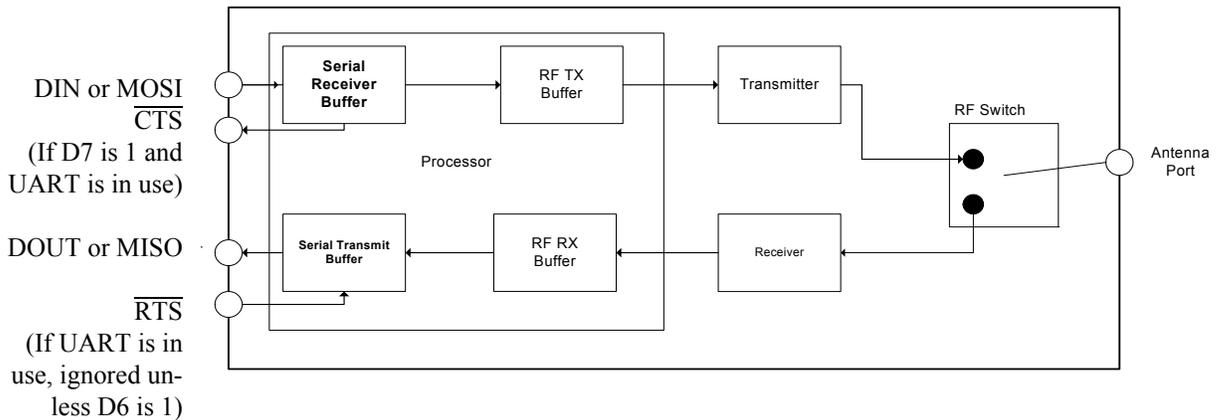 DIN or MOSI
CTS
(If D7 is 1 and
UART is in use)
DOUT or MISO
RTS
(If UART is in
use, ignored un-
less D6 is 1)
Serial
Receiver
Buffer
RF TX
Buffer
Transmitter
RF Switch
Antenna
Port
Processor
Serial Transmit
Buffer
RF RX
Buffer
Receiver